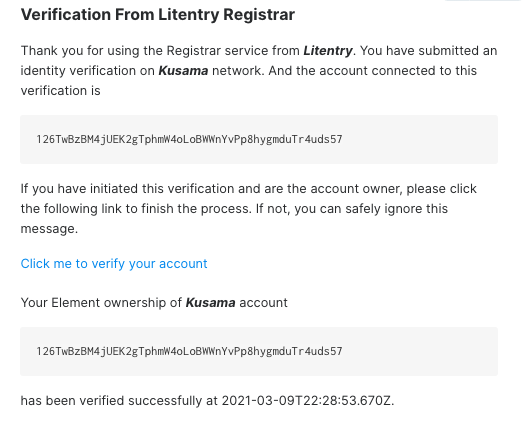 Verification From Litentry Registrar
Thank you for using the Registrar service from Litentry. You have submitted an
identity verification on Kusama network. And the account connected to this
verification is
126TwBzBM4jUEK2gTphmW4oLoBWWnYvPp8hygmduTr4uds57
If you have initiated this verification and are the account owner, please click
the following link to finish the process. If not, you can safely ignore this
message.
Click me to verify your account
Your Element ownership of Kusama account
126TwBzBM4jUEK2gTphmW4oLoBWWnYvPp8hygmduTr4uds57
has been verified successfully at 2021-03-09T22:28:53.670Z.